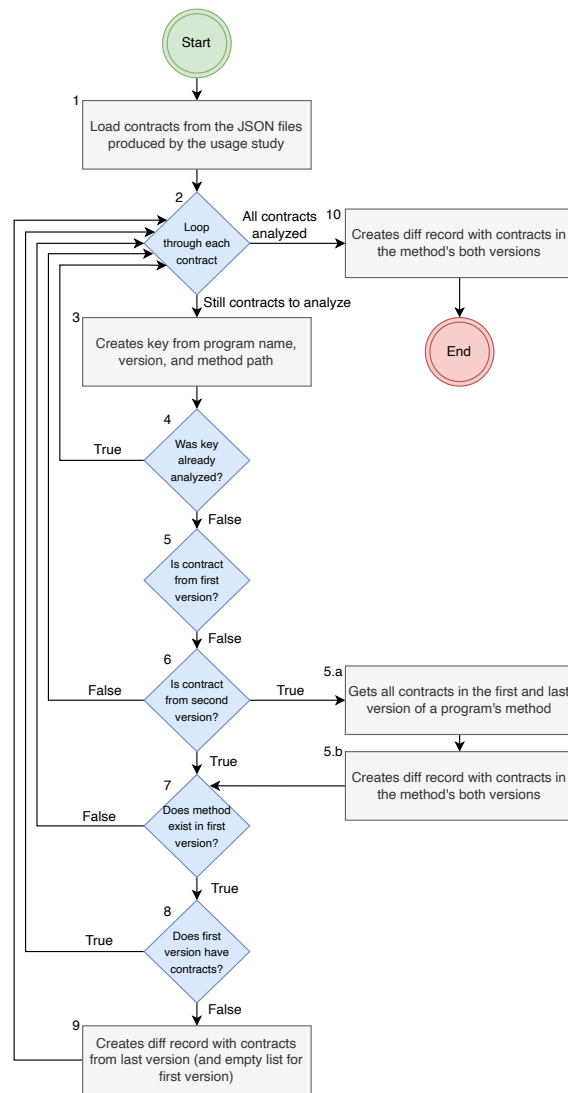 Start
1
Load contracts from the JSON files
produced by the usage study
2
Loop
through each
contract
All contracts
analyzed
10
Creates diff record with contracts in
the method's both versions
Still contracts to analyze
End
3
Creates key from program name,
version, and method path
4
Was key
already
analyzed?
True
False
5
Is contract
from first
version?
False
6
Is contract
from second
version?
False
True
5.a
Gets all contracts in the first and last
version of a program's method
True
5.b
Creates diff record with contracts in
the method's both versions
7
Does method
exist in first
version?
False
True
8
Does first
version have
contracts?
True
False
9
Creates diff record with contracts
from last version (and empty list for
first version)